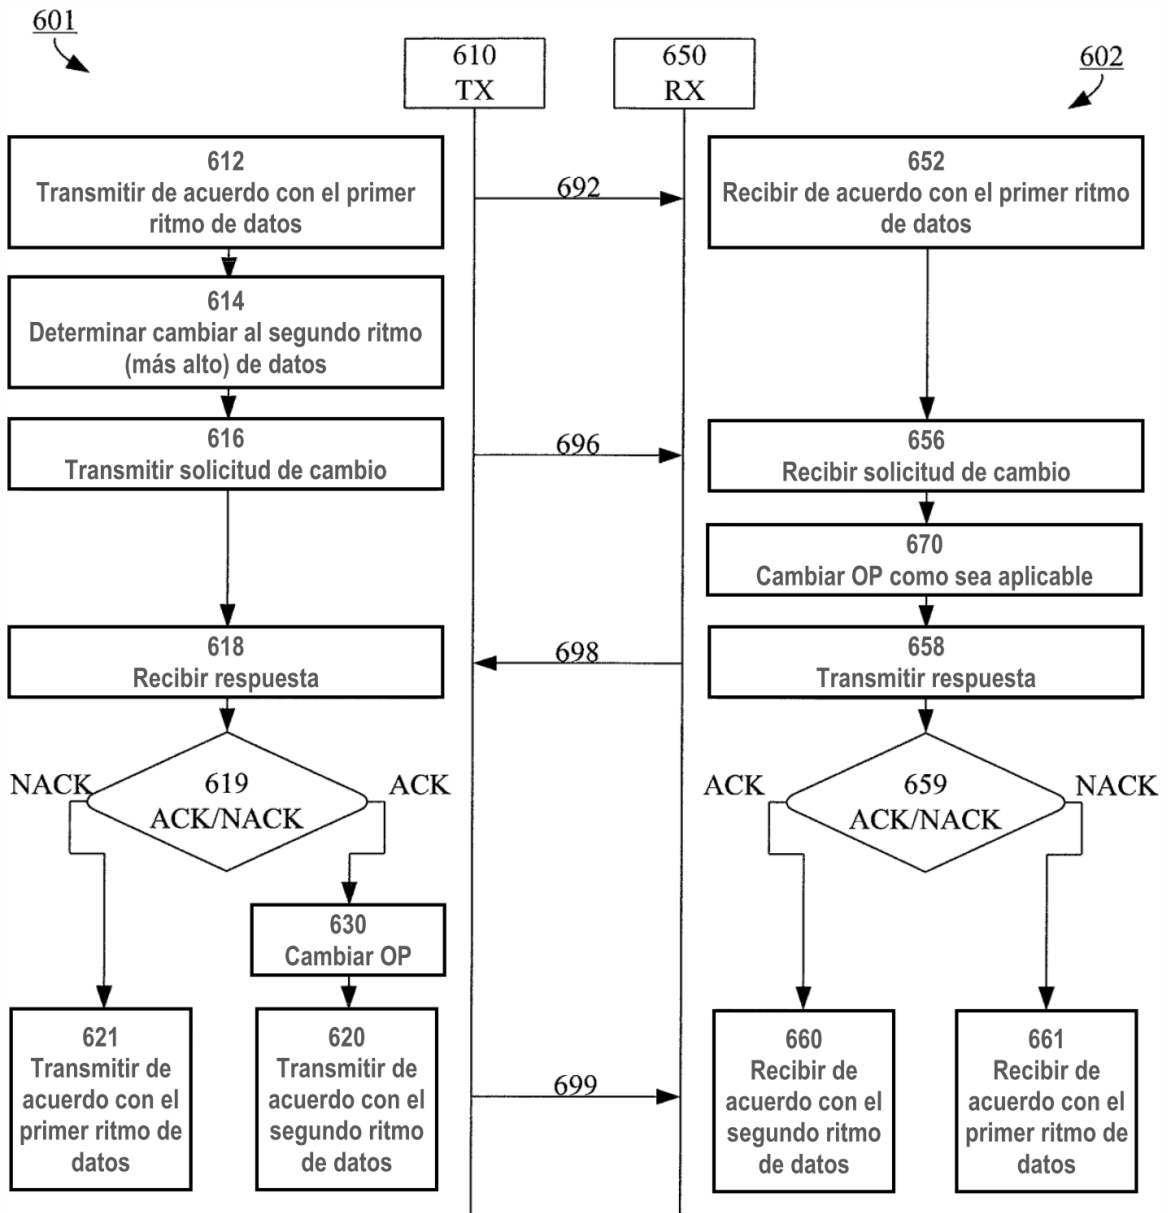 601
610
TX
650
RX
602
612
Transmitir de acuerdo con el primer
ritmo de datos
692
652
Recibir de acuerdo con el primer ritmo
de datos
614
Determinar cambiar al segundo ritmo
(más alto) de datos
616
Transmitir solicitud de cambio
696
656
Recibir solicitud de cambio
670
Cambiar OP como sea aplicable
618
Recibir respuesta
698
658
Transmitir respuesta
NACK
619
ACK/NACK
ACK
ACK
659
ACK/NACK
NACK
630
Cambiar OP
621
Transmitir de
acuerdo con el
primer ritmo de
datos
620
Transmitir de
acuerdo con el
segundo ritmo
de datos
699
660
Recibir de
acuerdo con el
segundo ritmo
de datos
661
Recibir de
acuerdo con el
primer ritmo de
datos